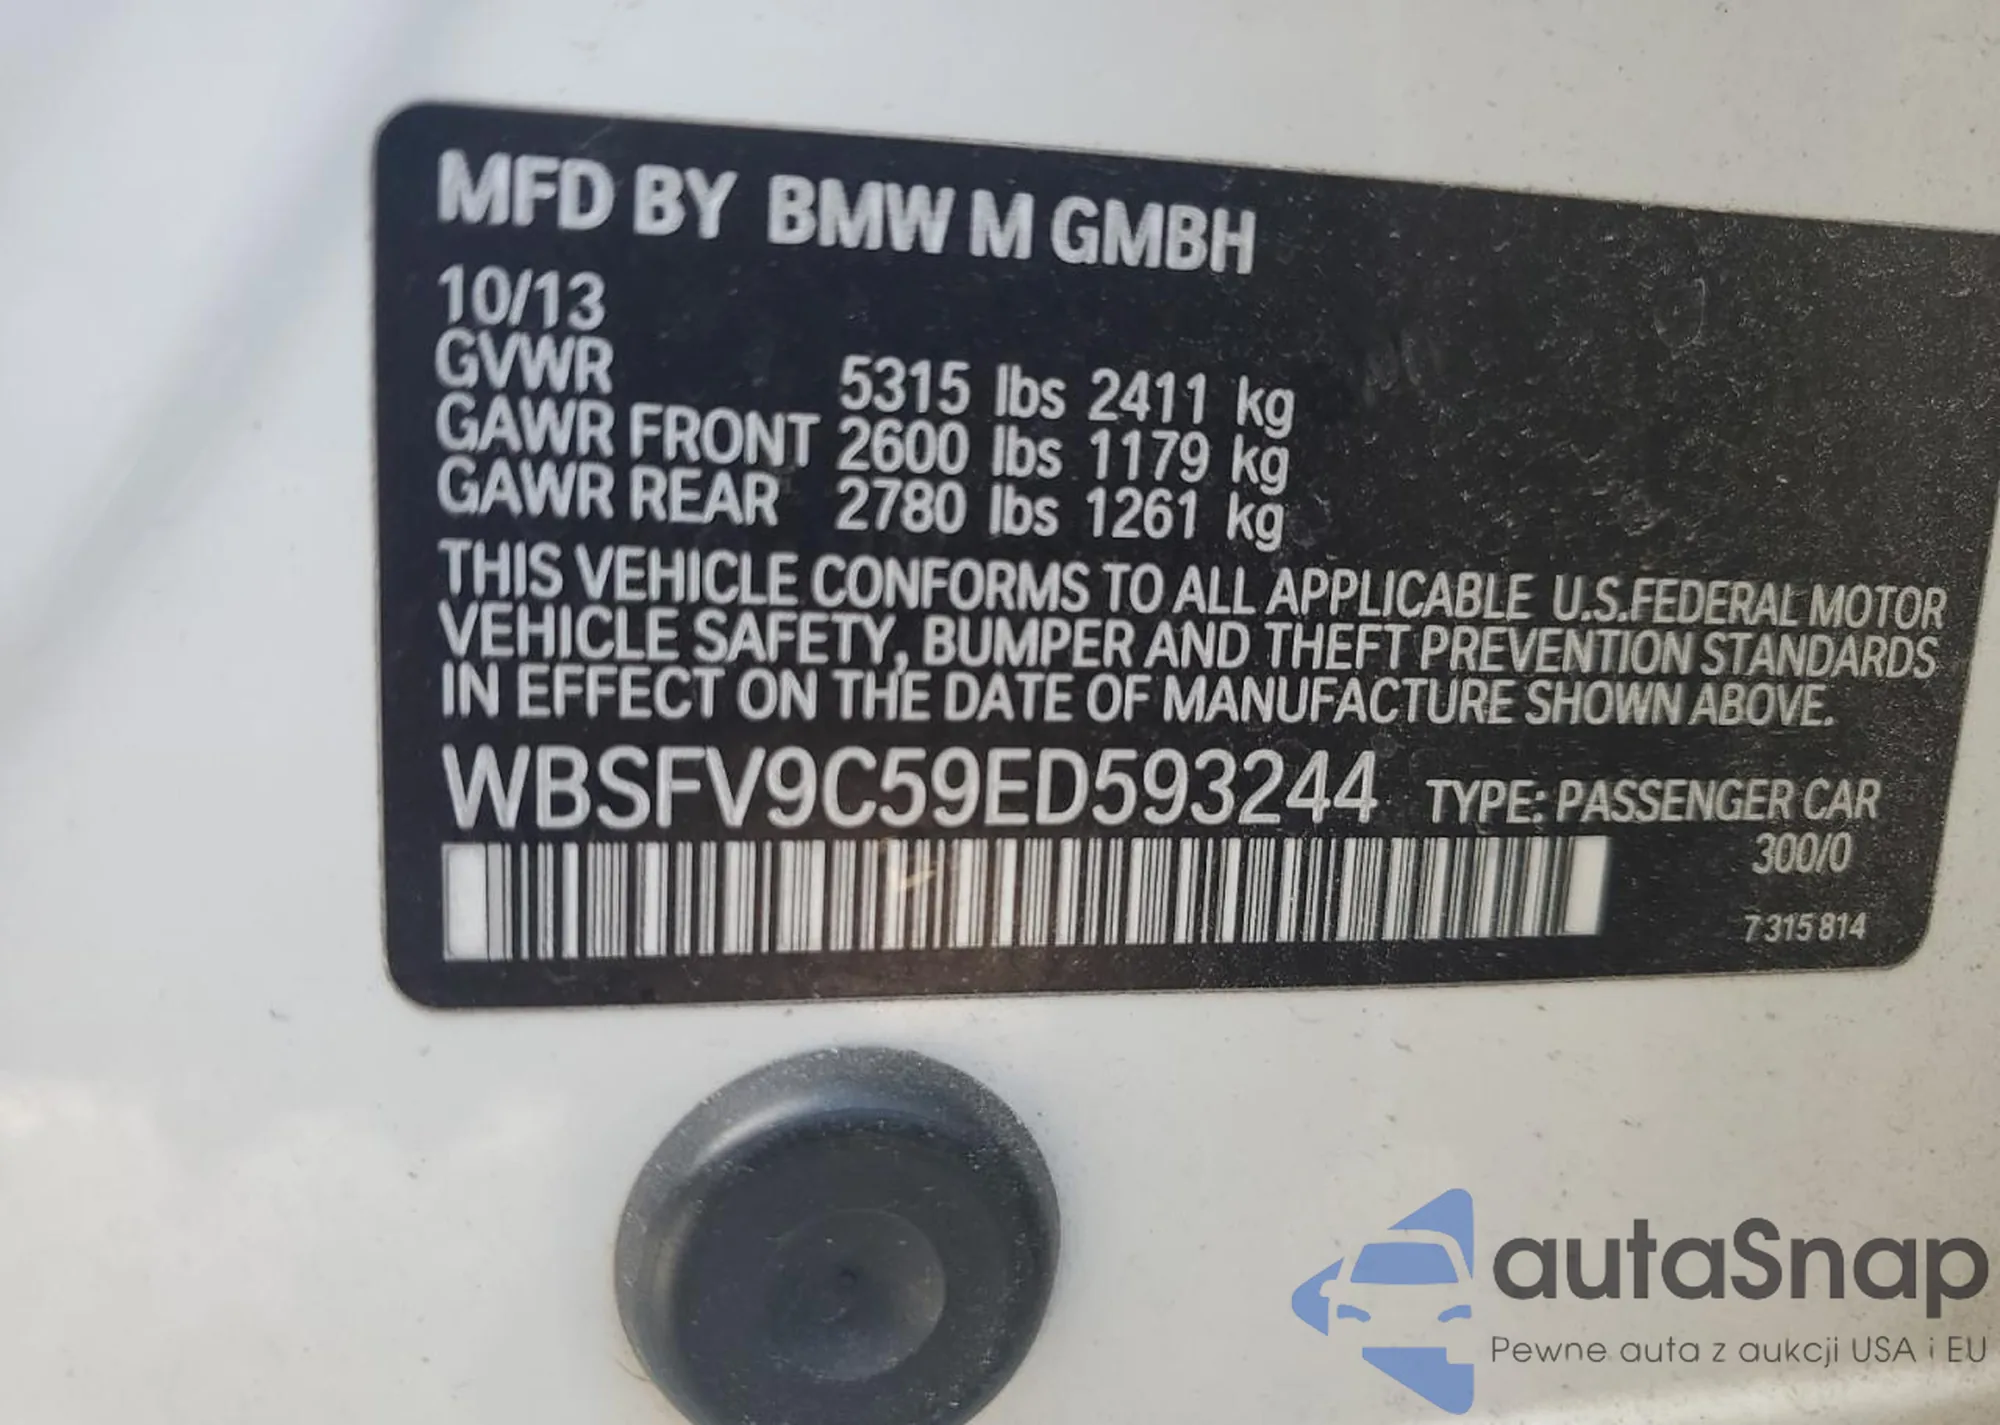 MFD BY BMW M GMBH
10/13
GVWR 5315 lbs 2411 kg
GAWR FRONT 2600 lbs 1179 kg
GAWR REAR 2780 lbs 1261 kg
THIS VEHICLE CONFORMS TO ALL APPLICABLE U.S.FEDERAL MOTOR
VEHICLE SAFETY, BUMPER AND THEFT PREVENTION STANDARDS
IN EFFECT ON THE DATE OF MANUFACTURE SHOWN ABOVE.
WBSFV9C59ED593244 TYPE: PASSENGER CAR
300/0
7 315 814
autaSnap
Pewne auta z aukcji USA i EU